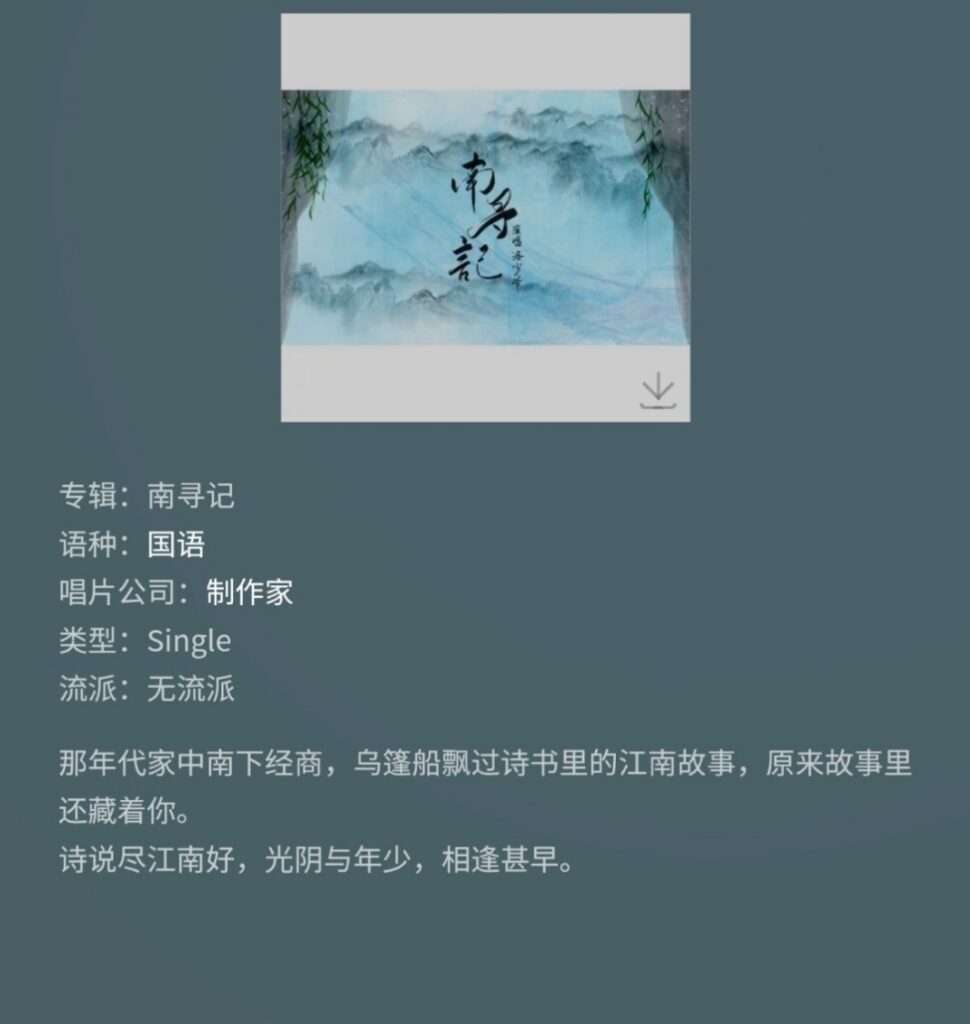 南寻記
演唱 洛少爷
专辑：南寻记
语种：国语
唱片公司：制作家
类型：Single
流派：无流派
那年代家中南下经商，乌篷船飘过诗书里的江南故事，原来故事里
还藏着你。
诗说尽江南好，光阴与年少，相逢甚早。